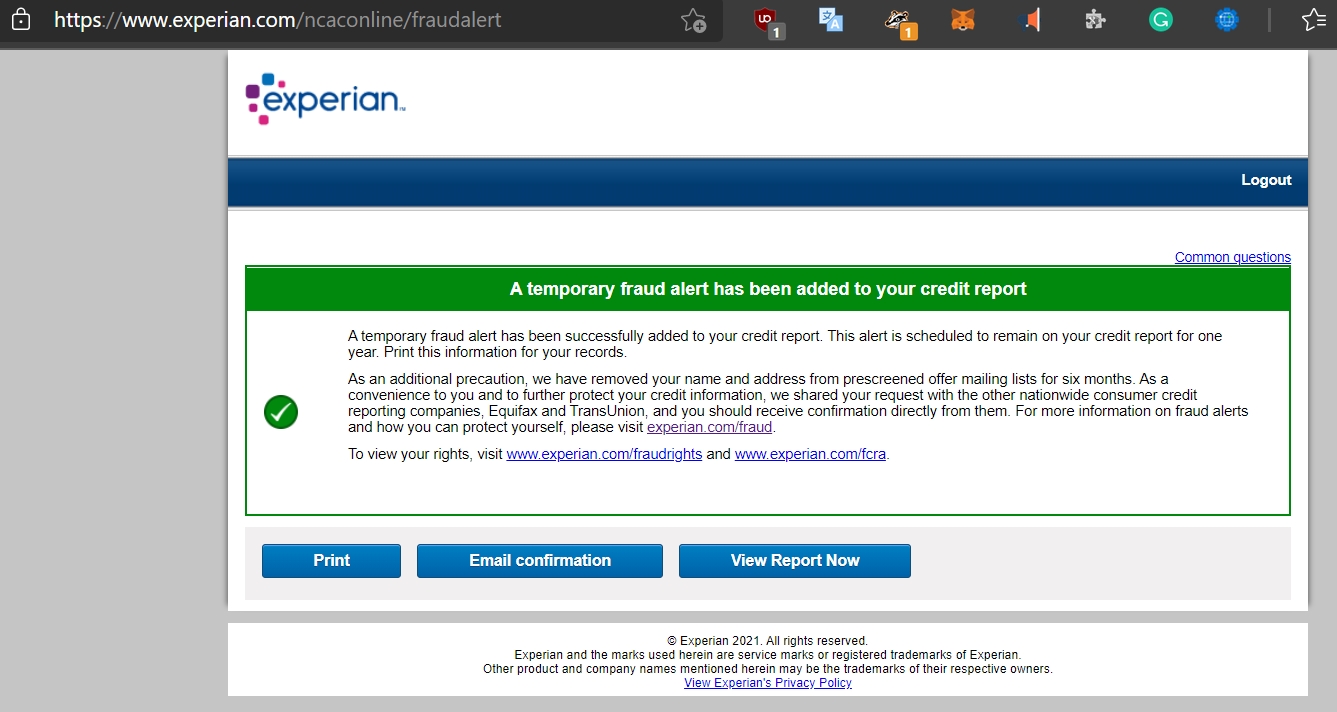 https://www.experian.com/ncaconline/fraudalert
1
1
experian™
Logout
Common questions
A temporary fraud alert has been added to your credit report
A temporary fraud alert has been successfully added to your credit report. This alert is scheduled to remain on your credit report for one
year. Print this information for your records.
As an additional precaution, we have removed your name and address from prescreened offer mailing lists for six months. As a
convenience to you and to further protect your credit information, we shared your request with the other nationwide consumer credit
reporting companies, Equifax and TransUnion, and you should receive confirmation directly from them. For more information on fraud alerts
and how you can protect yourself, please visit experian.com/fraud.
To view your rights, visit www.experian.com/fraudrights and www.experian.com/fcra.
Print
Email confirmation
View Report Now
© Experian 2021. All rights reserved.
Experian and the marks used herein are service marks or registered trademarks of Experian.
Other product and company names mentioned herein may be the trademarks of their respective owners.
View Experian's Privacy Policy